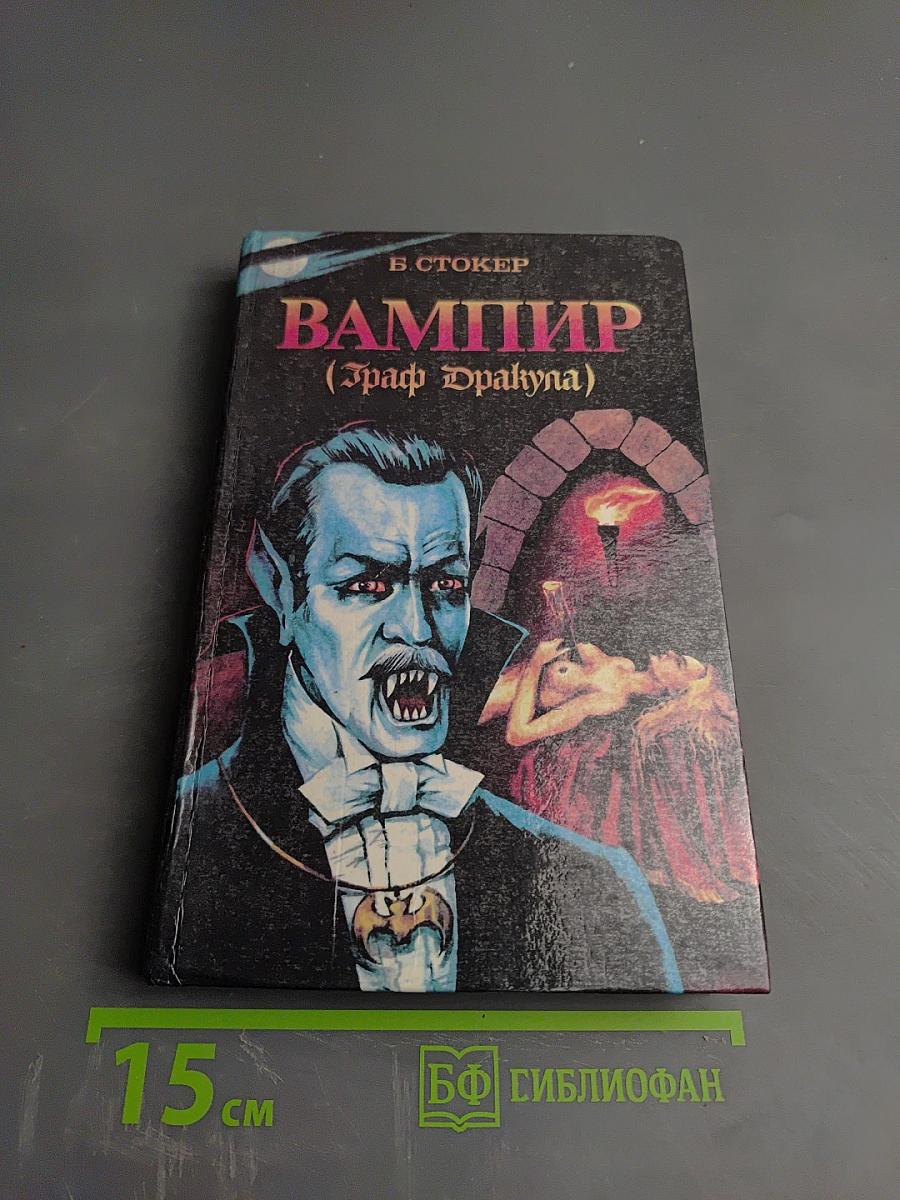 Б. СТОКЕР
ВАМПИР
(Граф Дракула)
15 см
БФ БИБЛИОФАН